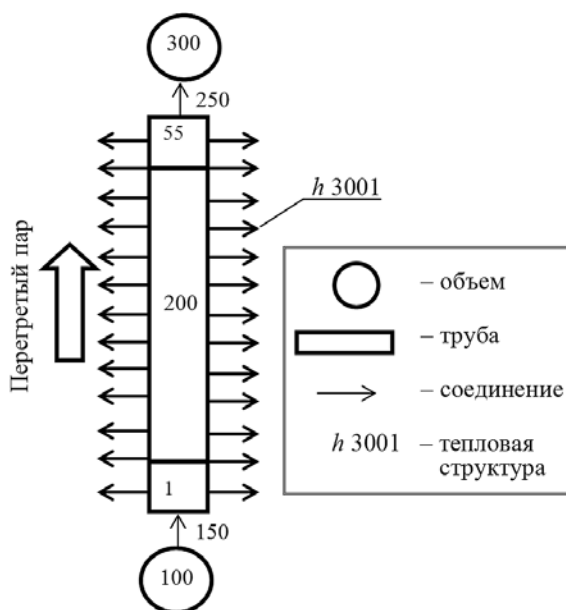 300
250
55
h 3001
Перегретый пар
200
1
150
100
– объем
– труба
– соединение
h 3001 – тепловая
структура